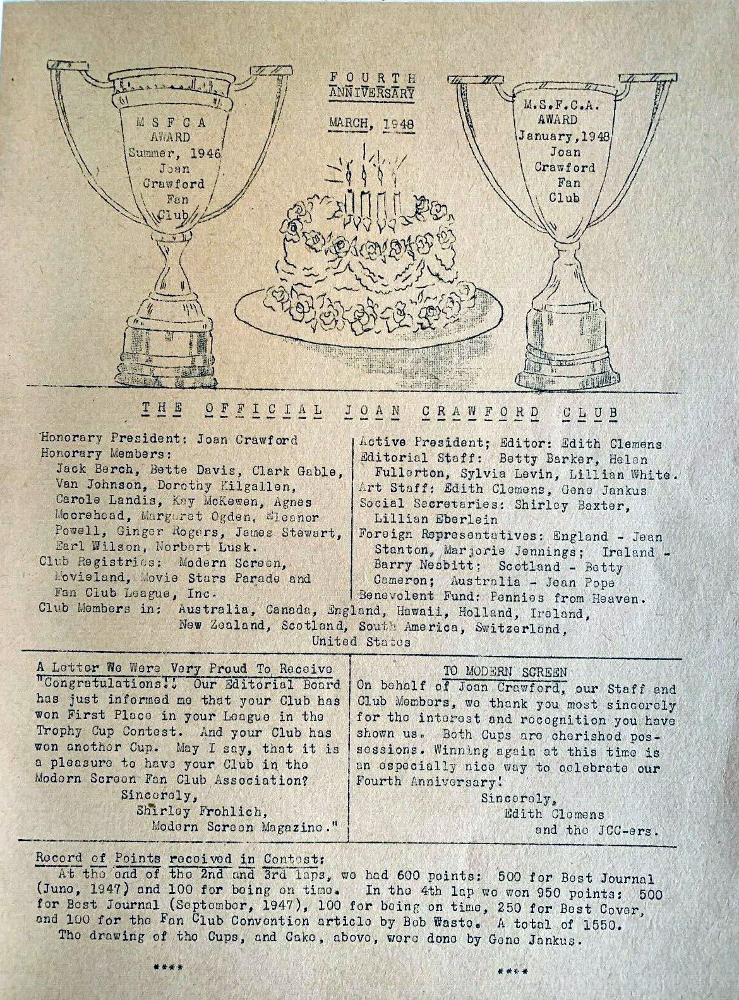 M S F C A
AWARD
Summer, 1946
Joan
Crawford
Fan
Club
FOURTH
ANNIVERSARY
MARCH, 1948
M.S.F.C.A.
AWARD
January, 1948
Joan
Crawford
Fan
Club
THE OFFICIAL JOAN CRAWFORD CLUB
Honorary President: Joan Crawford
Honorary Members:
Jack Berch, Bette Davis, Clark Gable,
Van Johnson, Dorothy Kilgallen,
Carole Landis, Kay McKewen, Agnes
Moorehead, Margaret Ogden, Eleanor
Powell, Ginger Rogers, James Stewart,
Earl Wilson, Norbert Lusk.
Club Registries: Modern Screen,
Movieland, Movie Stars Parade and
Fan Club League, Inc.
Active President; Editor: Edith Clemens
Editorial Staff: Betty Barker, Helen
Fullerton, Sylvia Levin, Lillian White.
Art Staff: Edith Clemens, Gene Jankus
Social Secretaries: Shirley Baxter,
Lillian Eberlein
Foreign Representatives: England - Jean
Stanton, Marjorie Jennings; Ireland -
Barry Nesbitt; Scotland - Betty
Cameron; Australia - Jean Pope
Benevolent Fund: Pennies from Heaven.
Club Members in: Australia, Canada, England, Hawaii, Holland, Ireland,
New Zealand, Scotland, South America, Switzerland,
United States
A Letter We Were Very Proud To Receive
"Congratulations!! Our Editorial Board
has just informed me that your Club has
won First Place in your League in the
Trophy Cup Contest. And your Club has
won another Cup. May I say, that it is
a pleasure to have your Club in the
Modern Screen Fan Club Association?
Sincerely,
Shirley Frohlich,
Modern Screen Magazine."
TO MODERN SCREEN
On behalf of Joan Crawford, our Staff and
Club Members, we thank you most sincerely
for the interest and recognition you have
shown us. Both Cups are cherished pos-
sessions. Winning again at this time is
an especially nice way to celebrate our
Fourth Anniversary!
Sincerely,
Edith Clemens
and the JCC-ers.
Record of Points received in Contest:
At the end of the 2nd and 3rd laps, we had 600 points: 500 for Best Journal
(June, 1947) and 100 for being on time. In the 4th lap we won 950 points: 500
for Best Journal (September, 1947), 100 for being on time, 250 for Best Cover,
and 100 for the Fan Club Convention article by Bob Waste. A total of 1550.
The drawing of the Cups, and Cake, above, were done by Gene Jankus.
**** ****